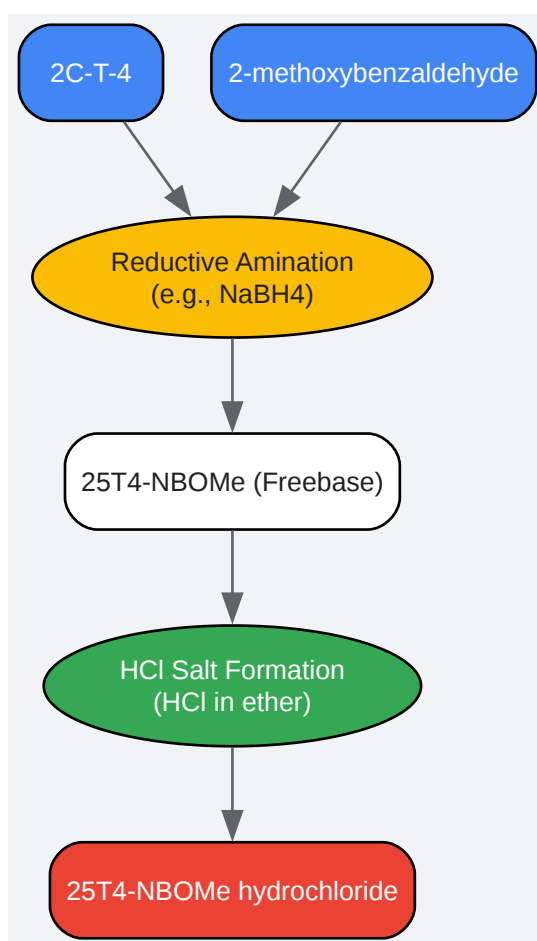 2C-T-4
2-methoxybenzaldehyde
Reductive Amination
(e.g., NaBH4)
25T4-NBOMe (Freebase)
HCl Salt Formation
(HCl in ether)
25T4-NBOMe hydrochloride